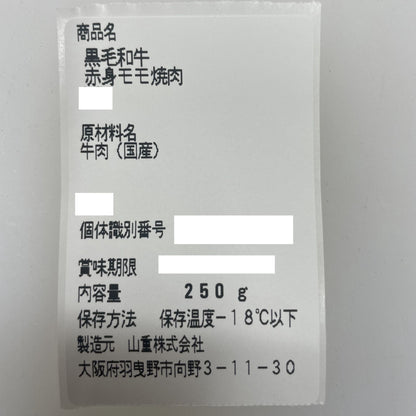 商品名
黒毛和牛
赤身モモ焼肉
原材料名
牛肉（国産）
個体識別番号
賞味期限
内容量 250 g
保存方法 保存温度－18℃以下
製造元 山重株式会社
大阪府羽曳野市向野3－11－30